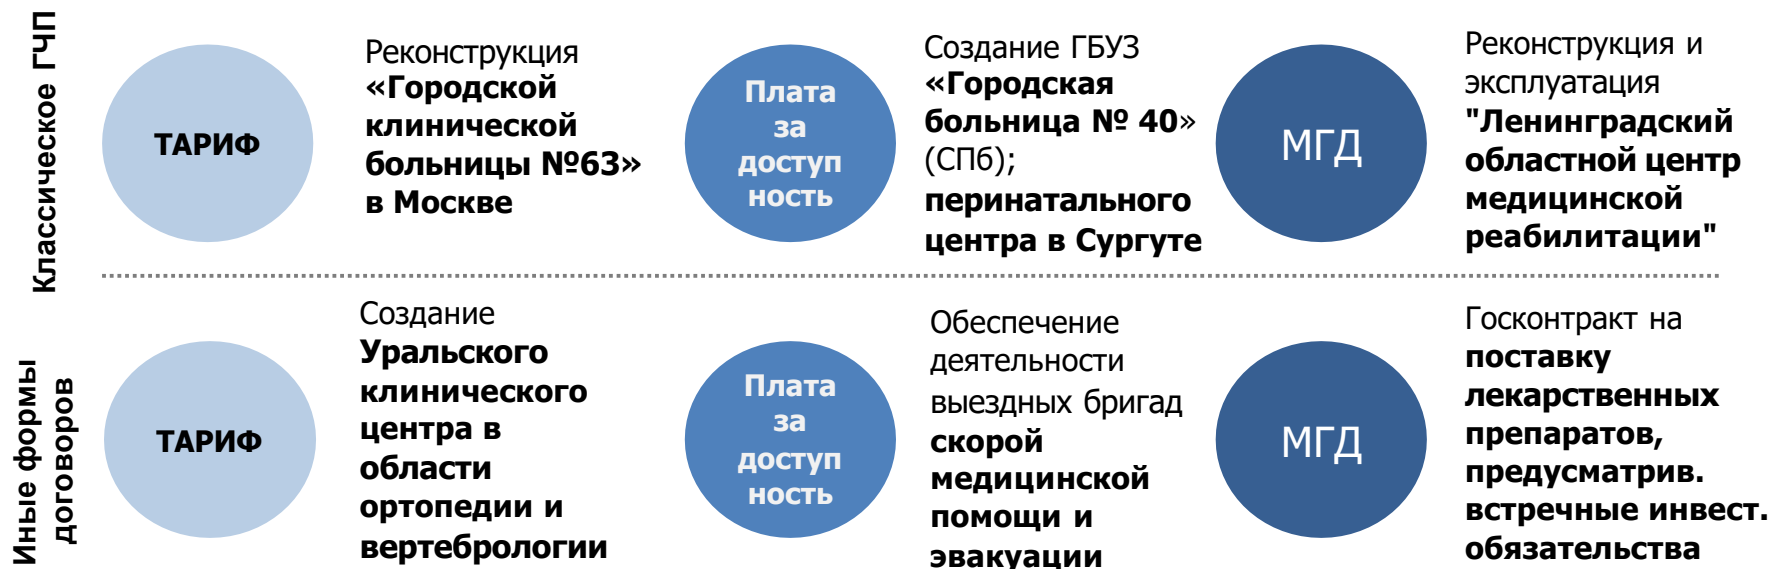 Классическое ГЧП
ТАРИФ
Реконструкция
«Городской
клинической
больницы №63»
в Москве
Плата
за
доступ
ность
Создание ГБУЗ
«Городская
больница № 40»
(СПб);
перинатального
центра в Сургуте
МГД
Реконструкция и
эксплуатация
"Ленинградский
областной центр
медицинской
реабилитации"
Иные формы
договоров
ТАРИФ
Создание
Уральского
клинического
центра в
области
ортопедии и
вертебрологии
Плата
за
доступ
ность
Обеспечение
деятельности
выездных бригад
скорой
медицинской
помощи и
эвакуации
МГД
Госконтракт на
поставку
лекарственных
препаратов,
предусматрив.
встречные инвест.
обязательства